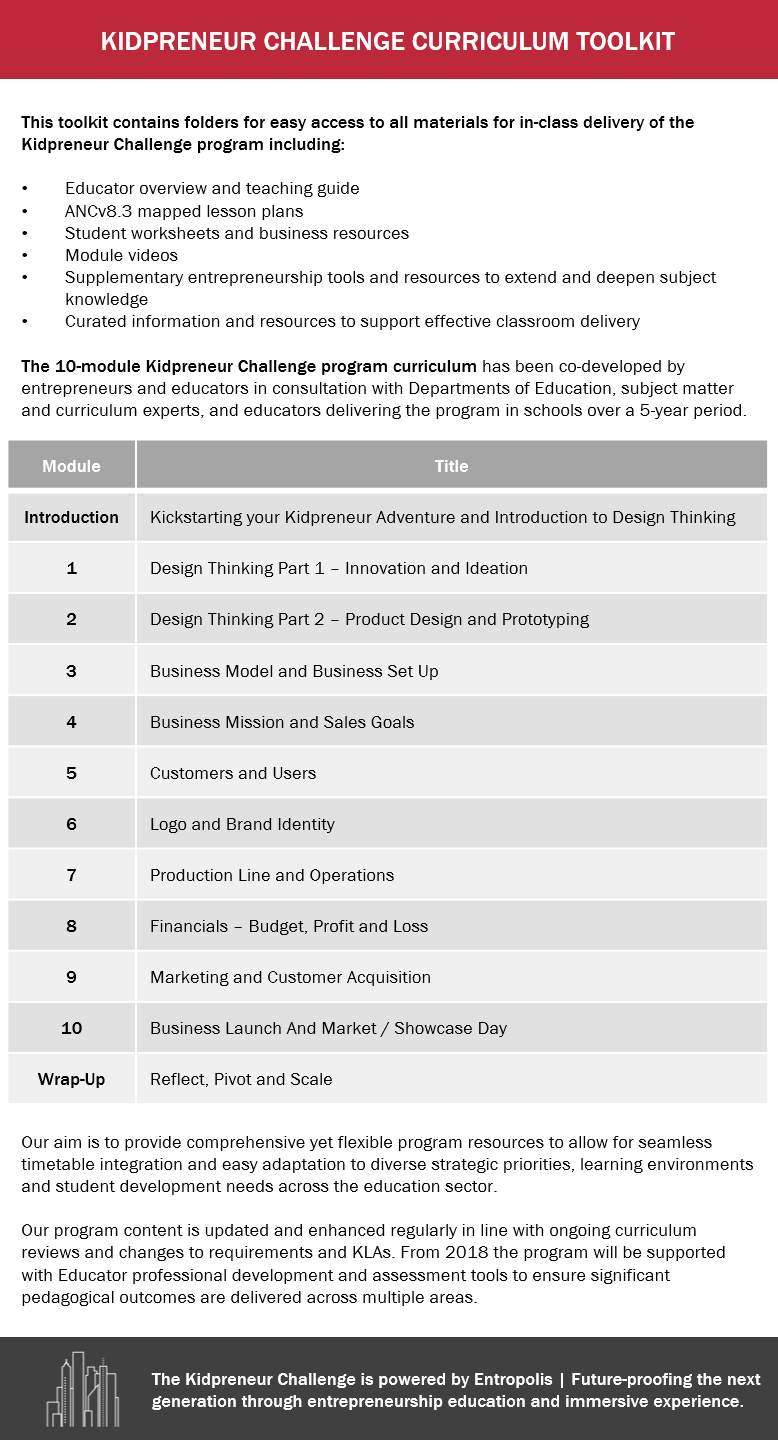 KIDPRENEUR CHALLENGE CURRICULUM TOOLKIT
This toolkit contains folders for easy access to all materials for in-class delivery of the
Kidpreneur Challenge program including:
• Educator overview and teaching guide
• ANCv8.3 mapped lesson plans
• Student worksheets and business resources
• Module videos
• Supplementary entrepreneurship tools and resources to extend and deepen subject
knowledge
• Curated information and resources to support effective classroom delivery
The 10-module Kidpreneur Challenge program curriculum has been co-developed by
entrepreneurs and educators in consultation with Departments of Education, subject matter
and curriculum experts, and educators delivering the program in schools over a 5-year period.
Module Title
Introduction Kickstarting your Kidpreneur Adventure and Introduction to Design Thinking
1 Design Thinking Part 1 – Innovation and Ideation
2 Design Thinking Part 2 – Product Design and Prototyping
3 Business Model and Business Set Up
4 Business Mission and Sales Goals
5 Customers and Users
6 Logo and Brand Identity
7 Production Line and Operations
8 Financials – Budget, Profit and Loss
9 Marketing and Customer Acquisition
10 Business Launch And Market / Showcase Day
Wrap-Up Reflect, Pivot and Scale
Our aim is to provide comprehensive yet flexible program resources to allow for seamless
timetable integration and easy adaptation to diverse strategic priorities, learning environments
and student development needs across the education sector.
Our program content is updated and enhanced regularly in line with ongoing curriculum
reviews and changes to requirements and KLAs. From 2018 the program will be supported
with Educator professional development and assessment tools to ensure significant
pedagogical outcomes are delivered across multiple areas.
The Kidpreneur Challenge is powered by Entropolis | Future-proofing the next
generation through entrepreneurship education and immersive experience.